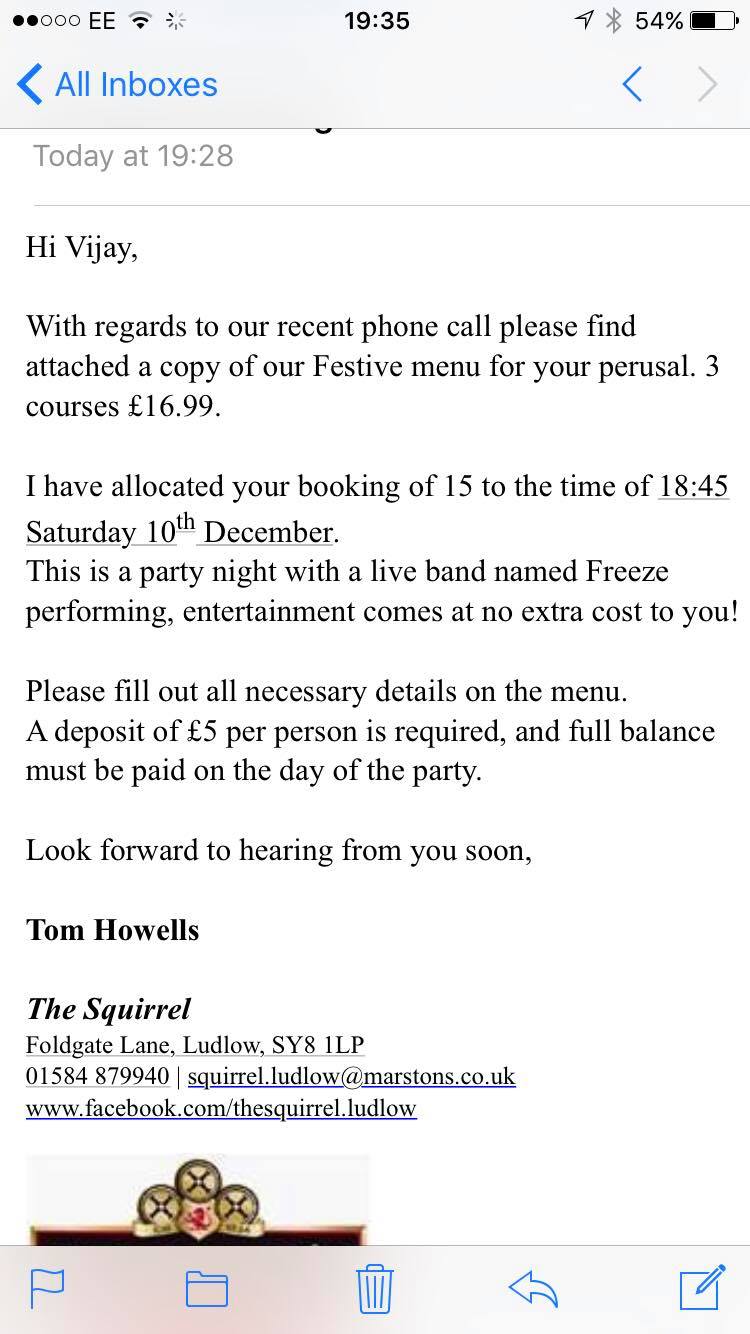 EE 19:35 54%
All Inboxes
Today at 19:28
Hi Vijay,
With regards to our recent phone call please find
attached a copy of our Festive menu for your perusal. 3
courses £16.99.
I have allocated your booking of 15 to the time of 18:45
Saturday 10th December.
This is a party night with a live band named Freeze
performing, entertainment comes at no extra cost to you!
Please fill out all necessary details on the menu.
A deposit of £5 per person is required, and full balance
must be paid on the day of the party.
Look forward to hearing from you soon,
Tom Howells
The Squirrel
Foldgate Lane, Ludlow, SY8 1LP
01584 879940 | squirrel.ludlow@marstons.co.uk
www.facebook.com/thesquirrel.ludlow